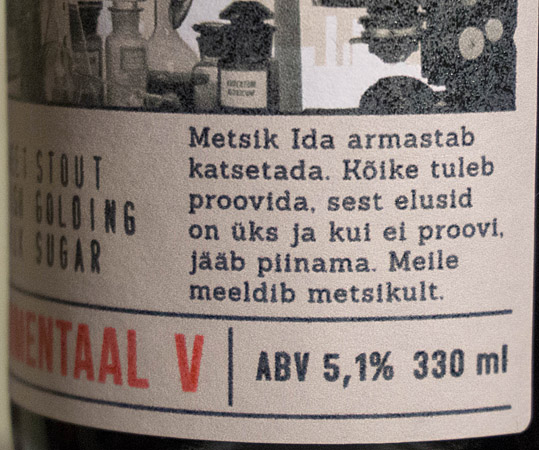 STOUT
GOLDING
SUGAR
Metsik Ida armastab
katsetada. Kõike tuleb
proovida, sest elusid
on üks ja kui ei proovi,
jääb piinama. Meile
meeldib metsikult.
MENTAAL V
ABV 5,1% 330 ml